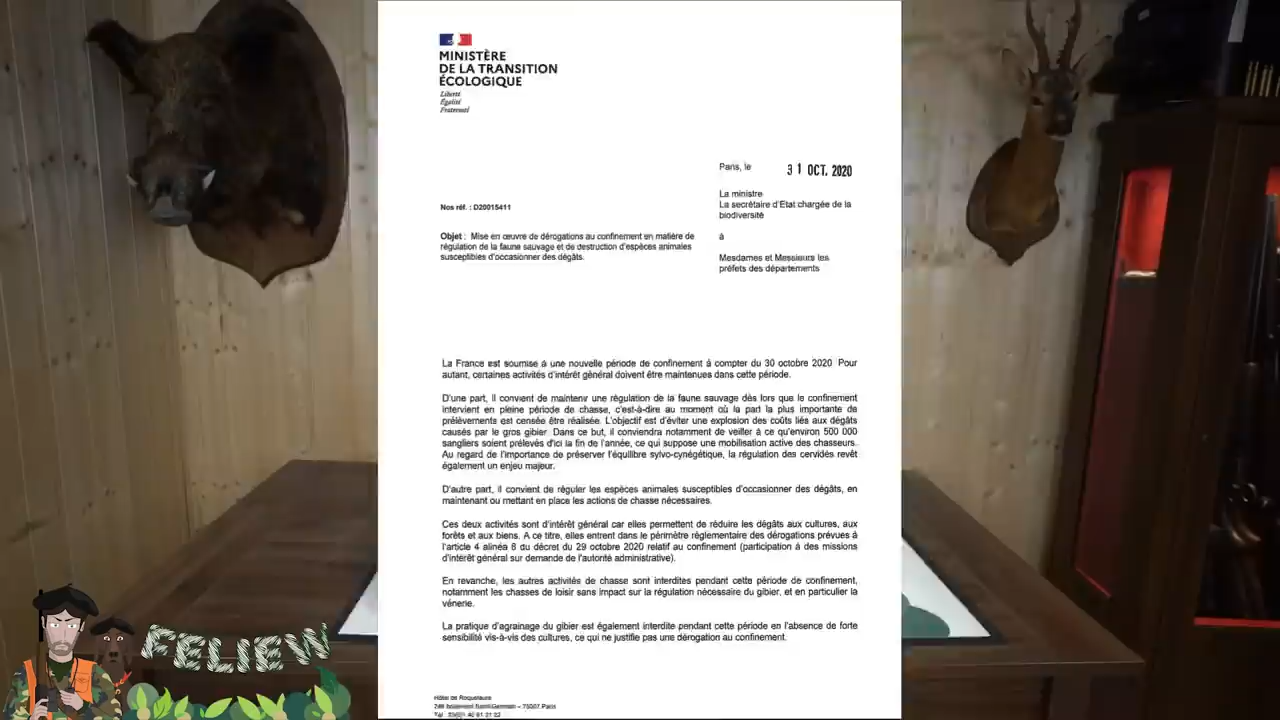 MINISTÈRE
DE LA TRANSITION
ÉCOLOGIQUE
Liberté
Égalité
Fraternité
Paris, le 31 OCT. 2020
La ministre
La secrétaire d'Etat chargée de la
biodiversité
à
Mesdames et Messieurs les
préfets des départements
Nos réf. : D20015411
Objet : Mise en œuvre de dérogations au confinement en matière de
régulation de la faune sauvage et de destruction d'espèces animales
susceptibles d'occasionner des dégâts.
La France est soumise à une nouvelle période de confinement à compter du 30 octobre 2020 Pour
autant, certaines activités d'intérêt général doivent être maintenues dans cette période.
D'une part, il convient de maintenir une régulation de la faune sauvage dès lors que le confinement
intervient en pleine période de chasse, c'est-à-dire au moment où la part la plus importante de
prélèvements est censée être réalisée. L'objectif est d'éviter une explosion des coûts liés aux dégâts
causés par le gros gibier. Dans ce but, il conviendra notamment de veiller à ce qu'environ 500 000
sangliers soient prélevés d'ici la fin de l'année, ce qui suppose une mobilisation active des chasseurs.
Au regard de l'importance de préserver l'équilibre sylvo-cynégétique, la régulation des cervidés revêt
également un enjeu majeur.
D'autre part, il convient de réguler les espèces animales susceptibles d'occasionner des dégâts, en
maintenant ou mettant en place les actions de chasse nécessaires.
Ces deux activités sont d'intérêt général car elles permettent de réduire les dégâts aux cultures, aux
forêts et aux biens. A ce titre, elles entrent dans le périmètre réglementaire des dérogations prévues à
l'article 4 alinéa 8 du décret du 29 octobre 2020 relatif au confinement (participation à des missions
d'intérêt général sur demande de l'autorité administrative).
En revanche, les autres activités de chasse sont interdites pendant cette période de confinement,
notamment les chasses de loisir sans impact sur la régulation nécessaire du gibier, et en particulier la
vénerie.
La pratique d'agrainage du gibier est également interdite pendant cette période en l'absence de forte
sensibilité vis-à-vis des cultures, ce qui ne justifie pas une dérogation au confinement.
Hôtel de Roquelaure
246 boulevard Saint-Germain – 75007 Paris
FELIEN